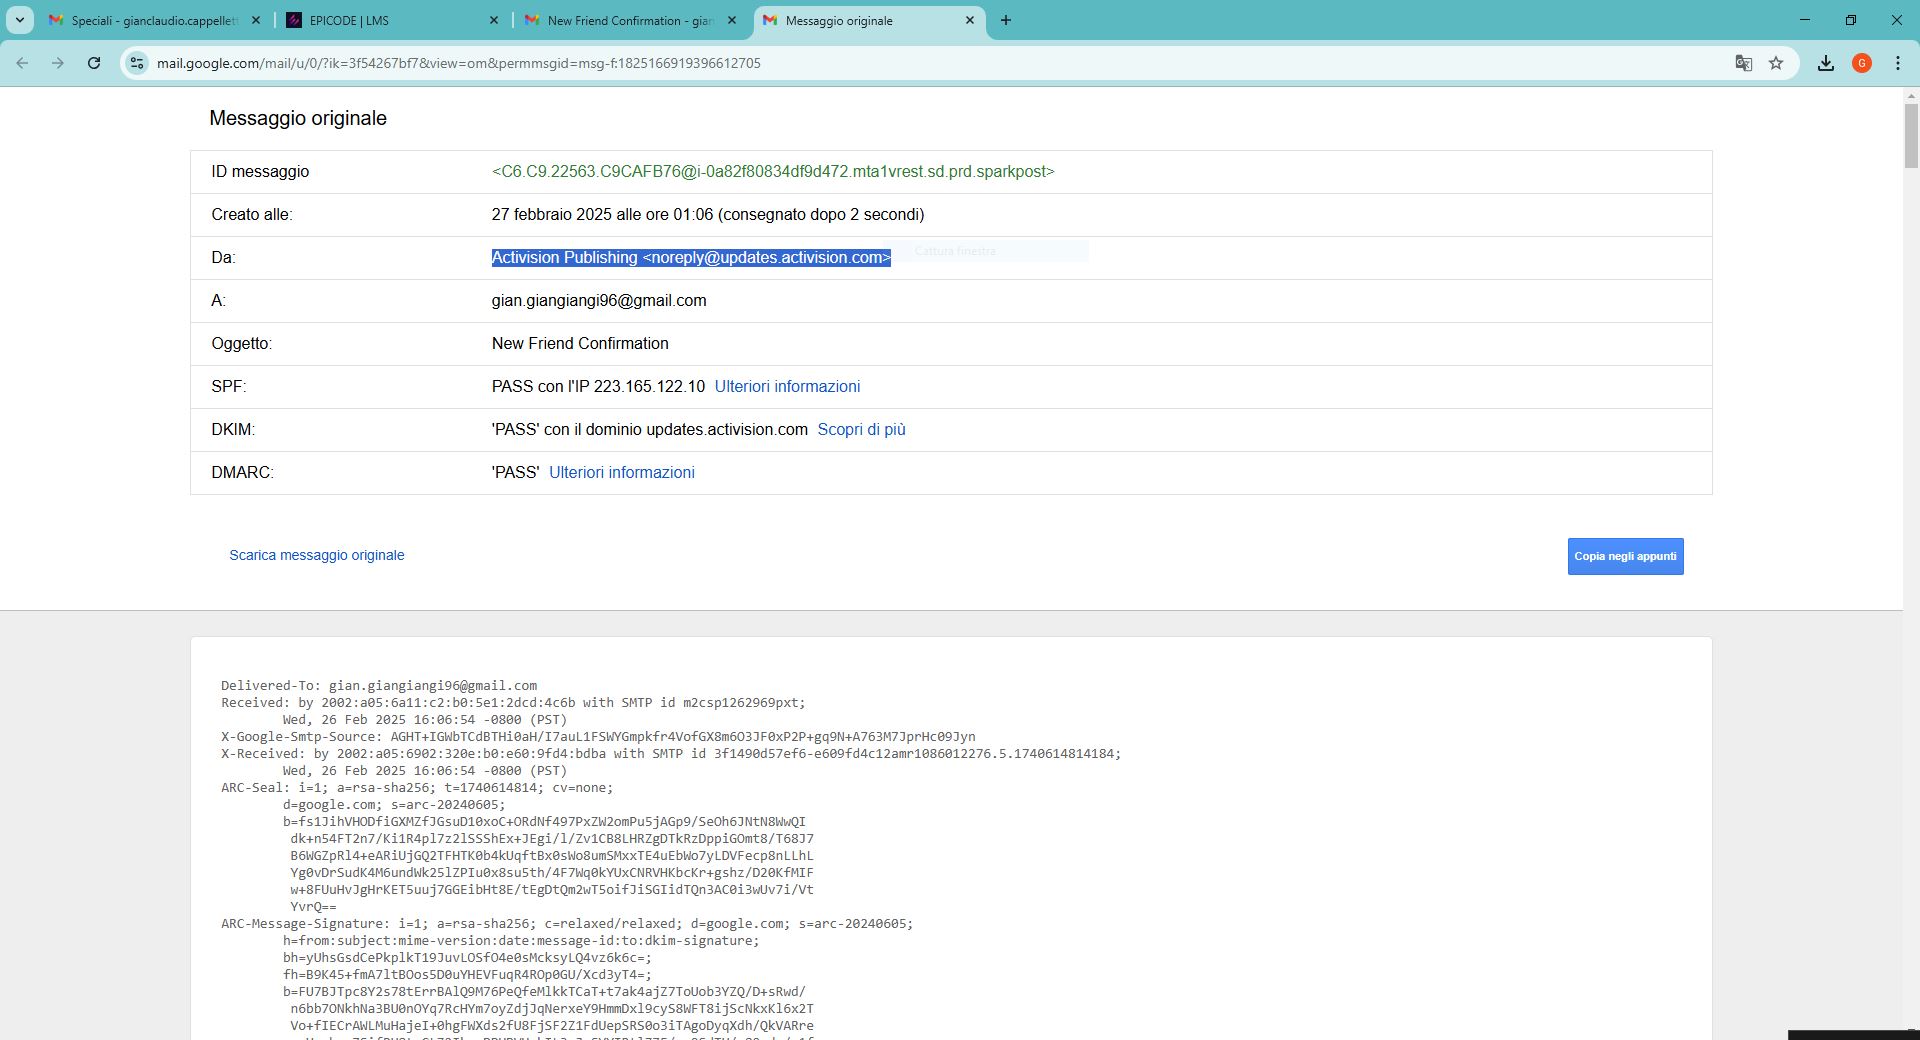 Speciali - gianclaudio.cappellett
EPICODE | LMS
New Friend Confirmation - gian
Messaggio originale
mail.google.com/mail/u/0/?ik=3f54267bf7&view=om&permmsgid=msg-f:1825166919396612705
G
Messaggio originale
ID messaggio <C6.C9.22563.C9CAFB76@i-0a82f80834df9d472.mta1vrest.sd.prd.sparkpost>
Creato alle: 27 febbraio 2025 alle ore 01:06 (consegnato dopo 2 secondi)
Da: Activision Publishing <noreply@updates.activision.com>
Cattura finestra
A: gian.giangiangi96@gmail.com
Oggetto: New Friend Confirmation
SPF: PASS con l'IP 223.165.122.10 Ulteriori informazioni
DKIM: 'PASS' con il dominio updates.activision.com Scopri di più
DMARC: 'PASS' Ulteriori informazioni
Scarica messaggio originale
Copia negli appunti
Delivered-To: gian.giangiangi96@gmail.com
Received: by 2002:a05:6a11:c2:b0:5e1:2dcd:4c6b with SMTP id m2csp1262969pxt;
Wed, 26 Feb 2025 16:06:54 -0800 (PST)
X-Google-Smtp-Source: AGHT+IGWbTCdBTHi0aH/I7auL1FSWYGmpkfr4VofGX8m6O3JF0xP2P+gq9N+A763M7JprHc09Jyn
X-Received: by 2002:a05:6902:320e:b0:e60:9fd4:bdba with SMTP id 3f1490d57ef6-e609fd4c12amr1086012276.5.1740614814184;
Wed, 26 Feb 2025 16:06:54 -0800 (PST)
ARC-Seal: i=1; a=rsa-sha256; t=1740614814; cv=none;
d=google.com; s=arc-20240605;
b=fs1JihVHODfiGXMZfJGsuD10xoC+ORdNf497PxZW2omPu5jAGp9/SeOh6JNtN8WwQI
dk+n54FT2n7/Ki1R4pl7z2lSSShEx+JEgi/l/Zv1CB8LHRZgDTkRzDppiGOmt8/T68J7
B6WGZpRl4+eARiUjGQ2TFHTK0b4kUqftBx0sWo8umSMxxTE4uEbWo7yLDVFecp8nLLhL
Yg0vDrSudK4M6undWk25lZPIu0x8su5th/4F7Wq0kYUxCNRVHKbcKr+gshz/D20KfMIF
w+8FUuHvJgHrKET5uuj7GGEibHt8E/tEgDtQm2wT5oifJiSGIidTQn3AC0i3wUv7i/Vt
YvrQ==
ARC-Message-Signature: i=1; a=rsa-sha256; c=relaxed/relaxed; d=google.com; s=arc-20240605;
h=from:subject:mime-version:date:message-id:to:dkim-signature;
bh=yUhsGsdCePkplkT19JuvLOSfO4e0sMcksyLQ4vz6k6c=;
fh=B9K45+fmA7ltBOos5D0uYHEVFuqR4ROp0GU/Xcd3yT4=;
b=FU7BJTpc8Y2s78tErrBAlQ9M76PeQfeMlkkTCaT+t7ak4ajZ7ToUob3YZQ/D+sRwd/
n6bb7ONkhNa3BU0nOYq7RcHYm7oyZdjJqNerxeY9HmmDxl9cyS8WFT8ijScNkxKl6x2T
Vo+fIECrAWLMuHajeI+0hgFWXds2fU8FjSF2Z1FdUepSRS0o3iTAgoDyqXdh/QkVARre